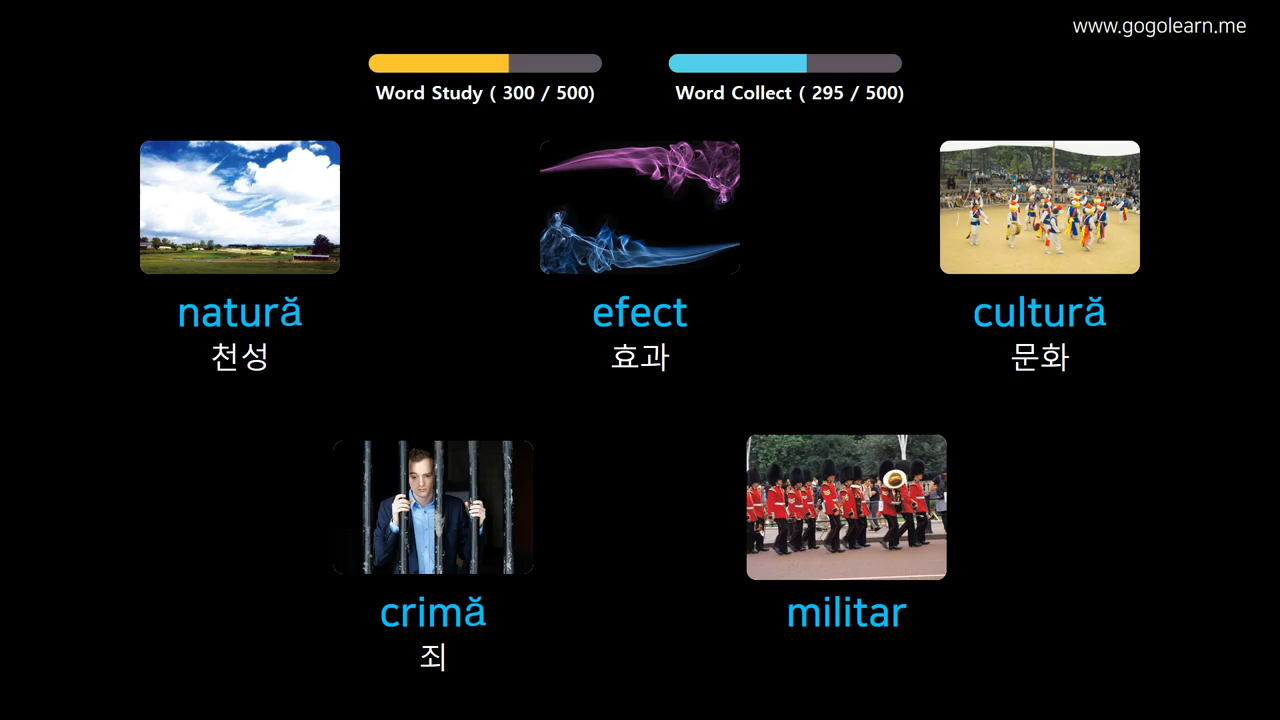 www.gogolearn.me
Word Study ( 300 / 500)
Word Collect ( 295 / 500)
natură
천성
efect
효과
cultură
문화
crimă
죄
militar